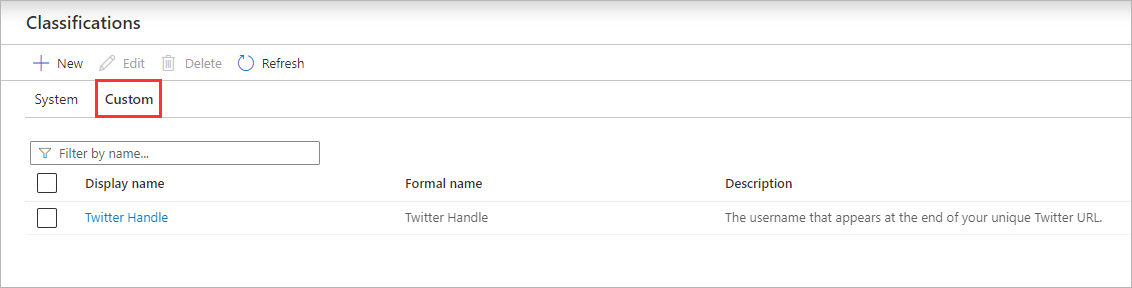 Classifications
New Edit Delete Refresh
System Custom
Filter by name...
Display name Formal name Description
Twitter Handle Twitter Handle The username that appears at the end of your unique Twitter URL.